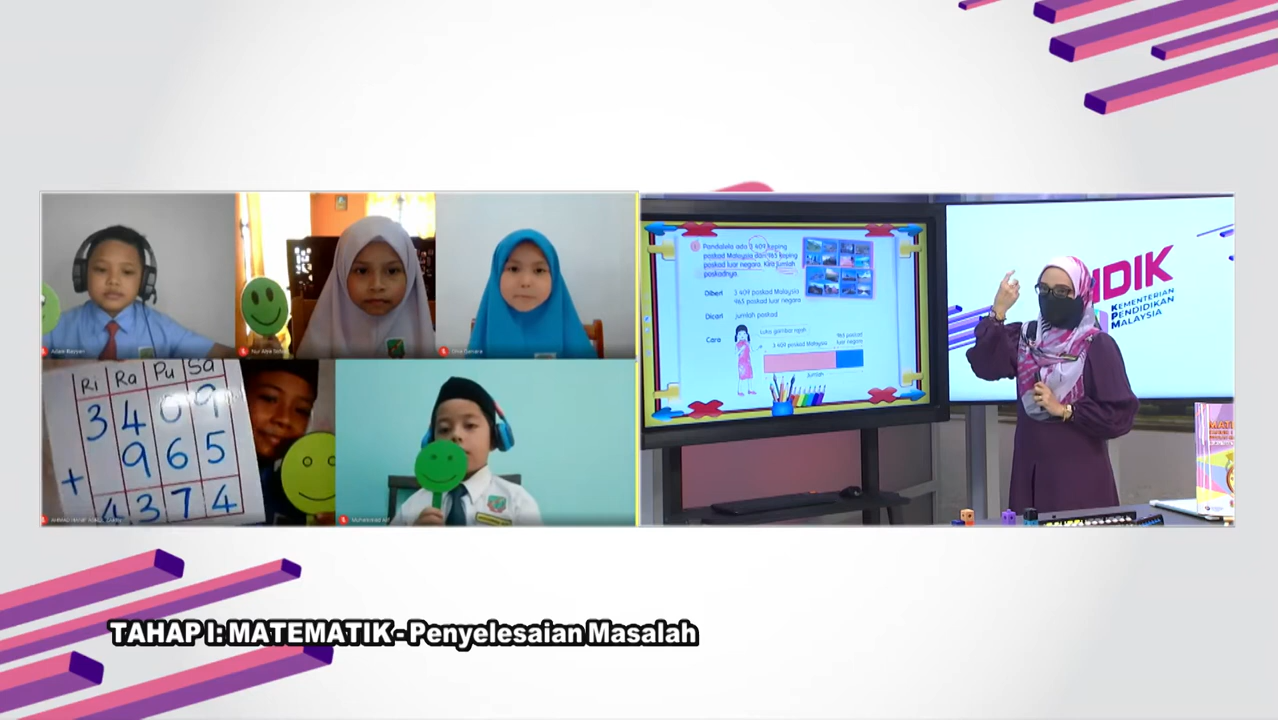 Ri Ra Pu Sa
3 4 0 9
9 6 5
+
4 3 7 4
Pandalela ada 3 409 keping
poskad Malaysia dan 965 keping
poskad luar negara. Kira jumlah
poskadnya.
Diberi 3 409 poskad Malaysia
965 poskad luar negara
Dicari jumlah poskad
Cara Luka gambar rajah.
3 409 poskad Malaysia
965 poskad
luar negara
Jumlah
IDIK
KEMENTERIAN
PENDIDIKAN
MALAYSIA
TAHAP I: MATEMATIK - Penyelesaian Masalah